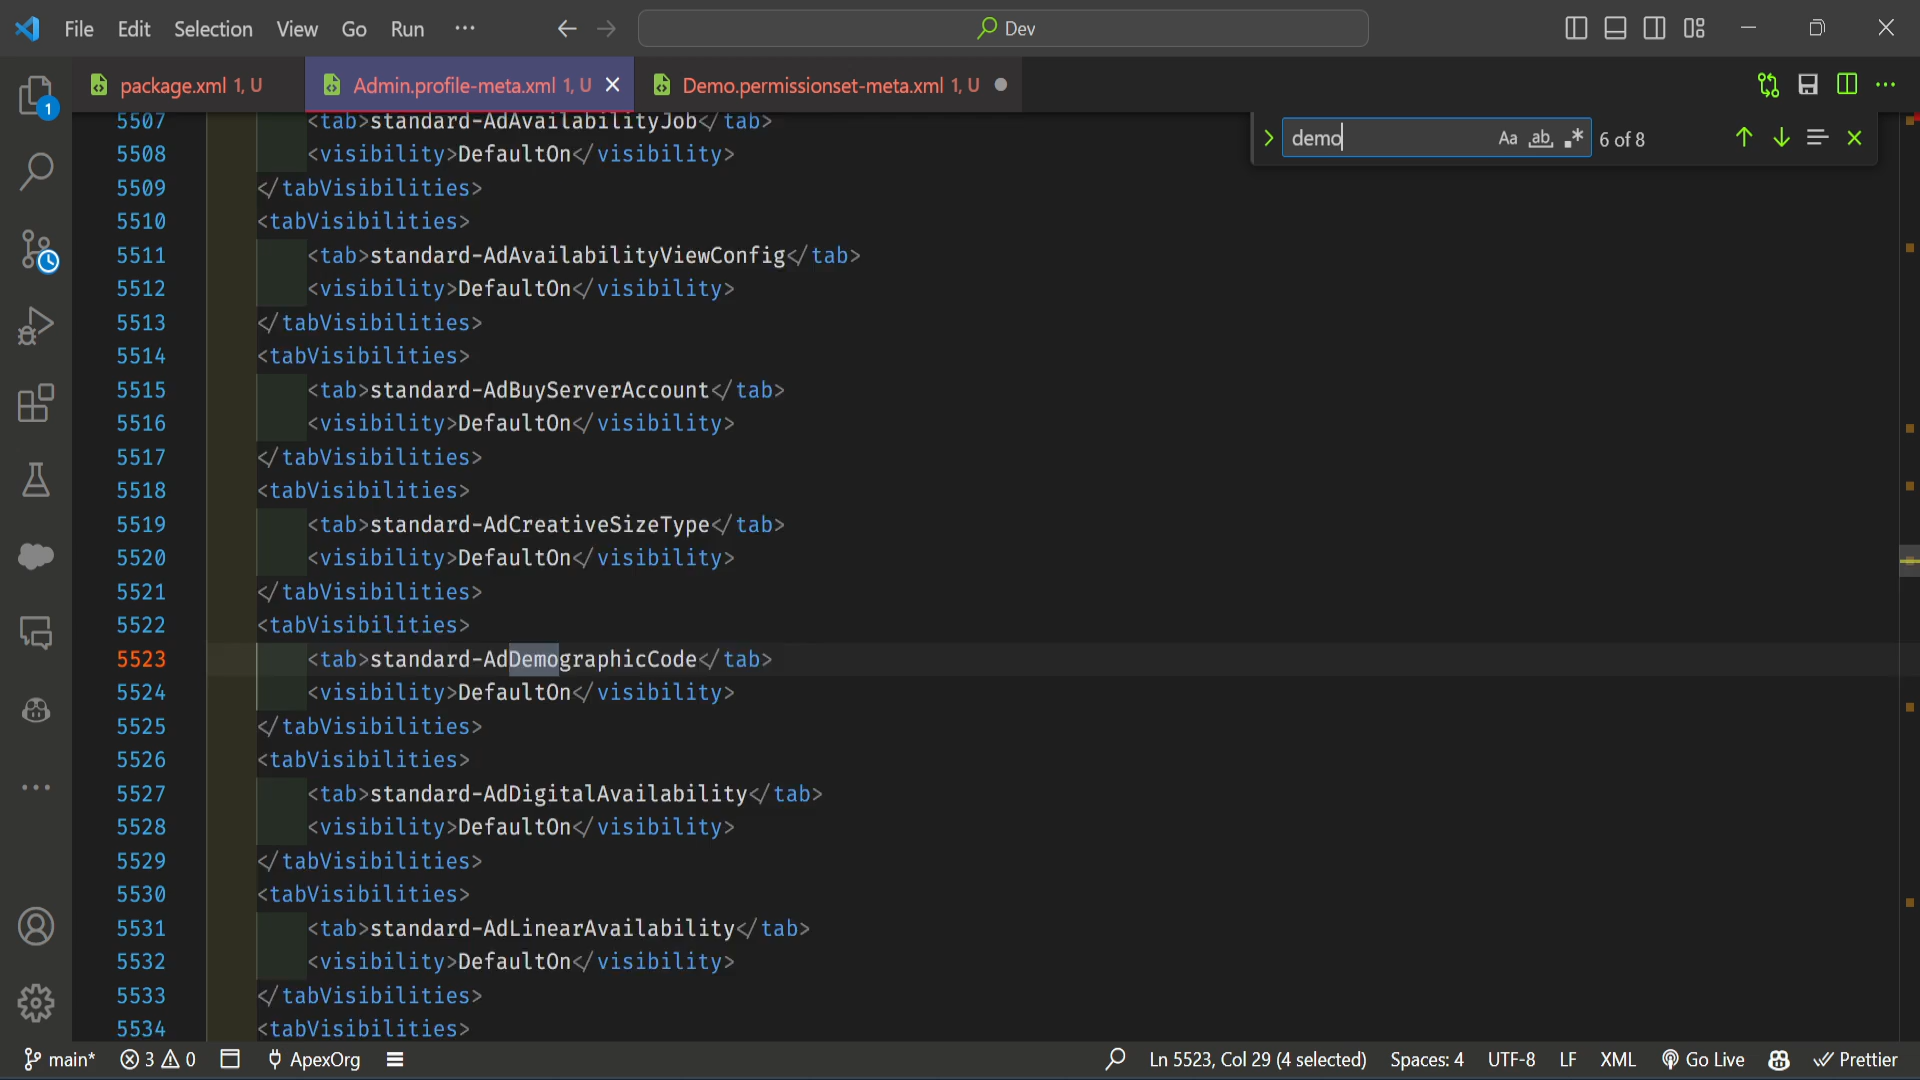 File Edit Selection View Go Run ··· Dev
package.xml 1, U Admin.profile-meta.xml 1, U Demo.permissionset-meta.xml 1, U
demo Aa ab .* 6 of 8
1
5507 <tab>standard-AdAvailabilityJob</tab>
5508 <visibility>DefaultOn</visibility>
5509 </tabVisibilities>
5510 <tabVisibilities>
5511 <tab>standard-AdAvailabilityViewConfig</tab>
5512 <visibility>DefaultOn</visibility>
5513 </tabVisibilities>
5514 <tabVisibilities>
5515 <tab>standard-AdBuyServerAccount</tab>
5516 <visibility>DefaultOn</visibility>
5517 </tabVisibilities>
5518 <tabVisibilities>
5519 <tab>standard-AdCreativeSizeType</tab>
5520 <visibility>DefaultOn</visibility>
5521 </tabVisibilities>
5522 <tabVisibilities>
5523 <tab>standard-AdDemographicCode</tab>
5524 <visibility>DefaultOn</visibility>
5525 </tabVisibilities>
5526 <tabVisibilities>
5527 <tab>standard-AdDigitalAvailability</tab>
5528 <visibility>DefaultOn</visibility>
5529 </tabVisibilities>
5530 <tabVisibilities>
5531 <tab>standard-AdLinearAvailability</tab>
5532 <visibility>DefaultOn</visibility>
5533 </tabVisibilities>
5534 <tabVisibilities>
main* 3 0 ApexOrg Ln 5523, Col 29 (4 selected) Spaces: 4 UTF-8 LF XML Go Live Prettier